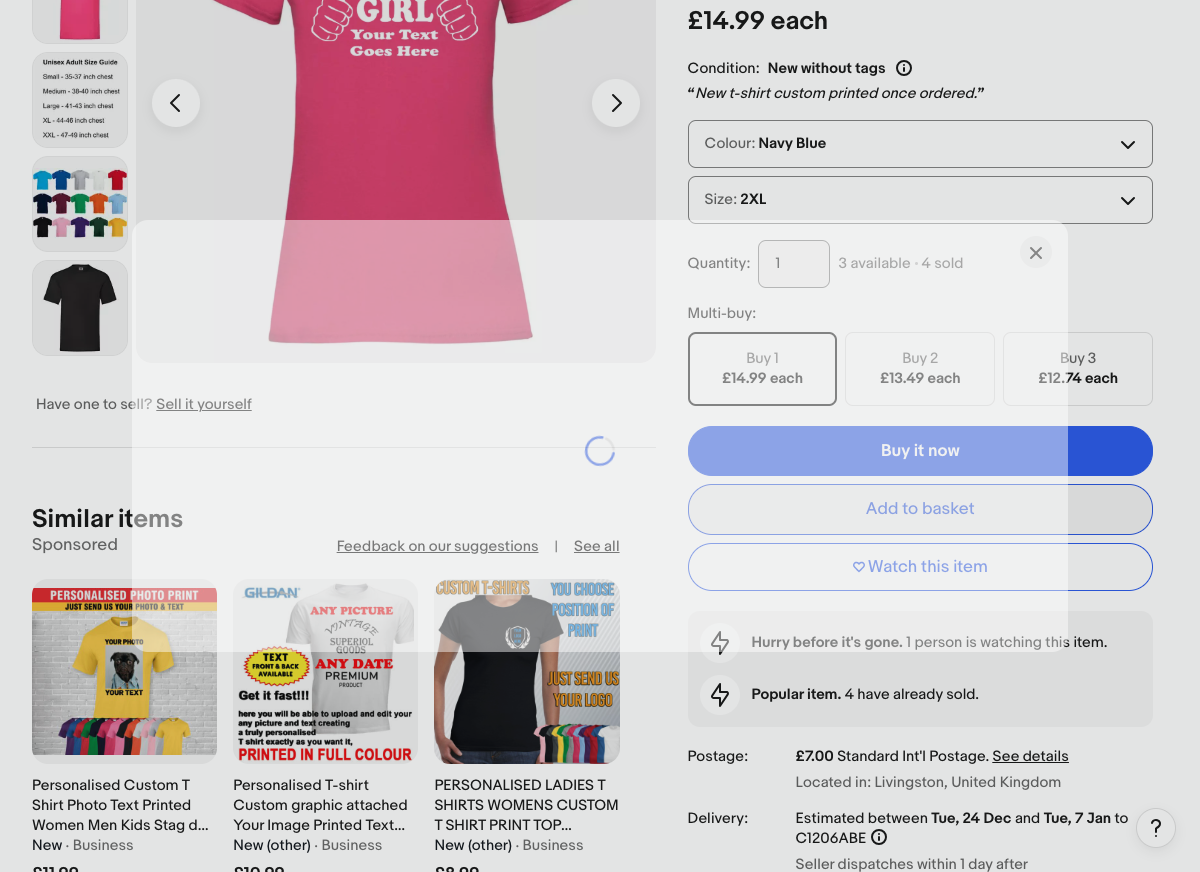 GIRL
Your Text
Goes Here
Unisex Adult Size Guide
Small - 35-37 inch chest
Medium - 38-40 inch chest
Large - 41-43 inch chest
XL - 44-46 inch chest
XXL - 47-49 inch chest
£14.99 each
Condition: New without tags
“New t-shirt custom printed once ordered.”
Colour: Navy Blue
Size: 2XL
Quantity: 1 3 available · 4 sold
Multi-buy:
Buy 1
£14.99 each
Buy 2
£13.49 each
Buy 3
£12.74 each
Buy it now
Add to basket
Watch this item
Hurry before it's gone. 1 person is watching this item.
Popular item. 4 have already sold.
Postage: £7.00 Standard Int'l Postage. See details
Located in: Livingston, United Kingdom
Delivery: Estimated between Tue, 24 Dec and Tue, 7 Jan to
C1206ABE
Seller dispatches within 1 day after
?
Have one to sell? Sell it yourself
Similar items
Sponsored
Feedback on our suggestions | See all
PERSONALISED PHOTO PRINT
JUST SEND US YOUR PHOTO & TEXT
YOUR PHOTO
YOUR TEXT
Personalised Custom T
Shirt Photo Text Printed
Women Men Kids Stag d...
New · Business
£11.99
GILDAN
ANY PICTURE
VINTAGE
SUPERIOL
GOODS
ANY DATE
PREMIUM
PRODUCT
TEXT
FRONT & BACK
AVAILABLE
Get it fast!!!
here you will be able to upload and edit your
any picture and text creating
a truly personalised
T shirt exactly as you want it,
PRINTED IN FULL COLOUR
Personalised T-shirt
Custom graphic attached
Your Image Printed Text...
New (other) · Business
£10.99
CUSTOM T-SHIRTS
YOU CHOOSE
POSITION OF
PRINT
JUST SEND US
YOUR LOGO
PERSONALISED LADIES T
SHIRTS WOMENS CUSTOM
T SHIRT PRINT TOP...
New (other) · Business
£8.99